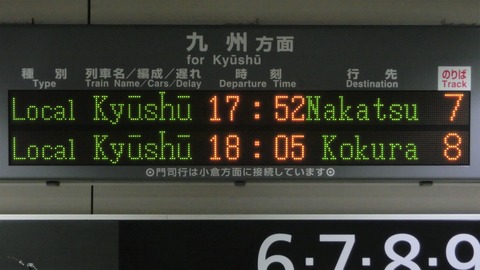 九州方面
for Kyūshū
種別 列車名/編成/遅れ 時刻 行先 のりば
Type Train Name/Cars/Delay Departure Time Destination Track
Local Kyūshū 17:52 Nakatsu 7
Local Kyūshū 18:05 Kokura 8
◎門司行は小倉方面に接続しています◎
6・7・8・9